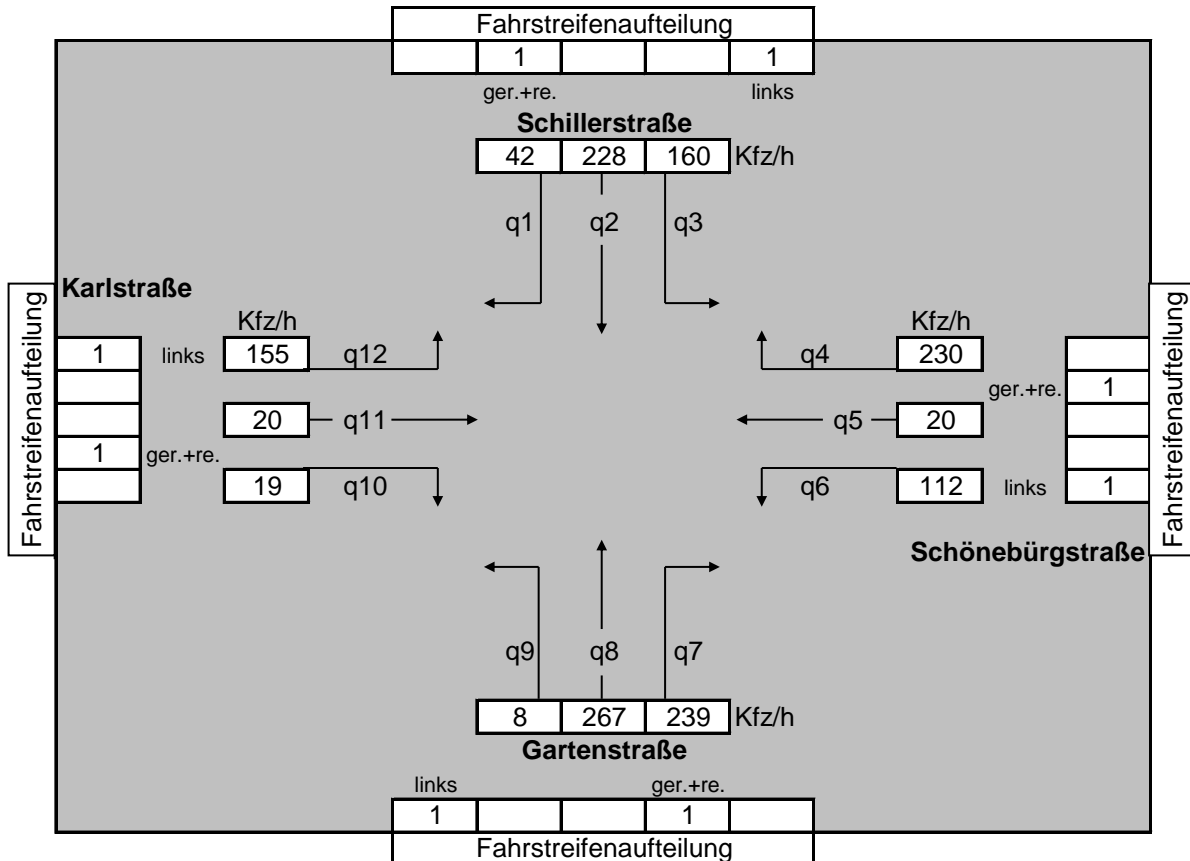 Fahrstreifenaufteilung
1 1
ger.+re. links
Schillerstraße
42 228 160 Kfz/h
q1 q2 q3
Karlstraße
Fahrstreifenaufteilung
Kfz/h
1 links 155 q12
20 q11
1 ger.+re.
19 q10
Kfz/h
q4 230
ger.+re. 1
q5 20
q6 112 links 1
Fahrstreifenaufteilung
Schönebürgstraße
q9 q8 q7
8 267 239 Kfz/h
Gartenstraße
links ger.+re.
1 1
Fahrstreifenaufteilung